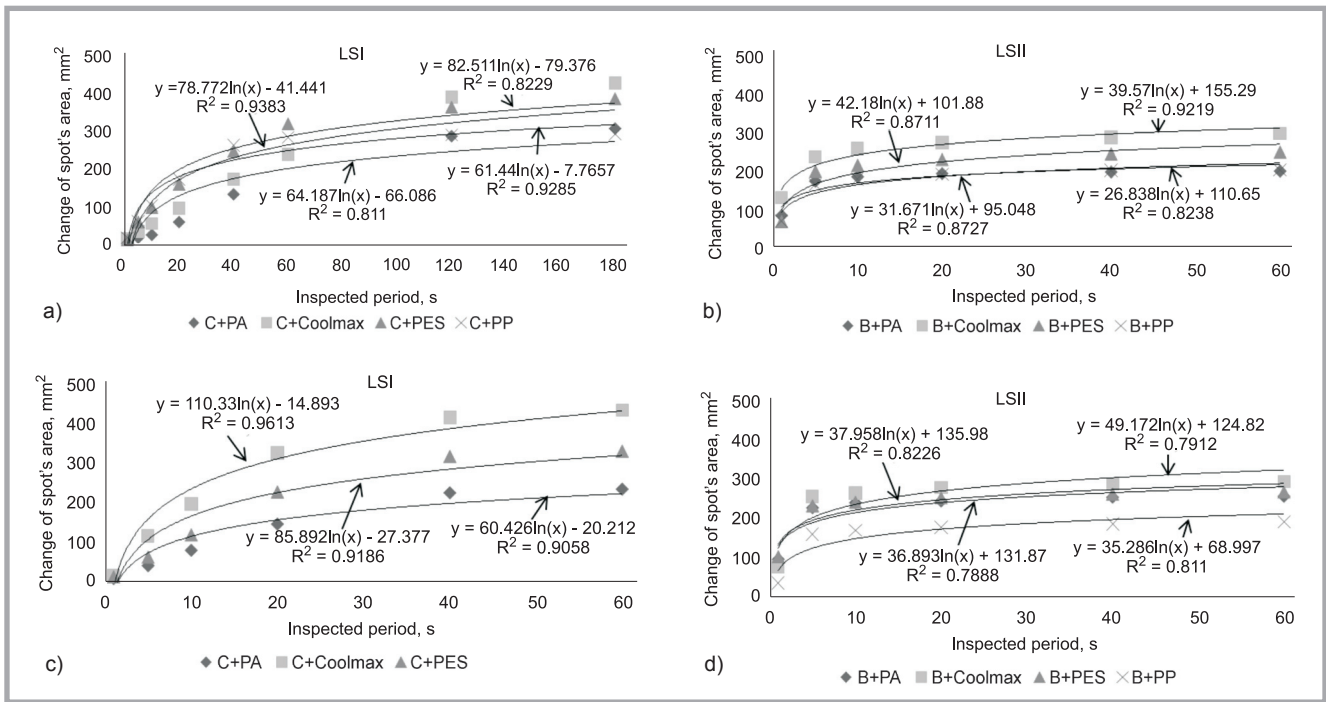 LSI
Change of spot's area, mm²
500
400
300
200
100
0
y =78.772ln(x) - 41.441
R² = 0.9383
y = 82.511ln(x) - 79.376
R² = 0.8229
y = 64.187ln(x) - 66.086
R² = 0.811
y = 61.44ln(x) - 7.7657
R² = 0.9285
0 20 40 60 80 100 120 140 160 180
Inspected period, s
a)
C+PA C+Coolmax C+PES C+PP
LSII
Change of spot's area, mm²
500
400
300
200
100
0
y = 42.18ln(x) + 101.88
R² = 0.8711
y = 39.57ln(x) + 155.29
R² = 0.9219
y = 31.671ln(x) + 95.048
R² = 0.8727
y = 26.838ln(x) + 110.65
R² = 0.8238
0 10 20 30 40 50 60
Inspected period, s
b)
B+PA B+Coolmax B+PES B+PP
LSI
Change of spot's area, mm²
500
400
300
200
100
0
y = 110.33ln(x) - 14.893
R² = 0.9613
y = 85.892ln(x) - 27.377
R² = 0.9186
y = 60.426ln(x) - 20.212
R² = 0.9058
0 10 20 30 40 50 60
Inspected period, s
c)
C+PA C+Coolmax C+PES
LSII
Change of spot's area, mm²
500
400
300
200
100
0
y = 37.958ln(x) + 135.98
R² = 0.8226
y = 49.172ln(x) + 124.82
R² = 0.7912
y = 36.893ln(x) + 131.87
R² = 0.7888
y = 35.286ln(x) + 68.997
R² = 0.811
0 10 20 30 40 50 60
Inspected period, s
d)
B+PA B+Coolmax B+PES B+PP